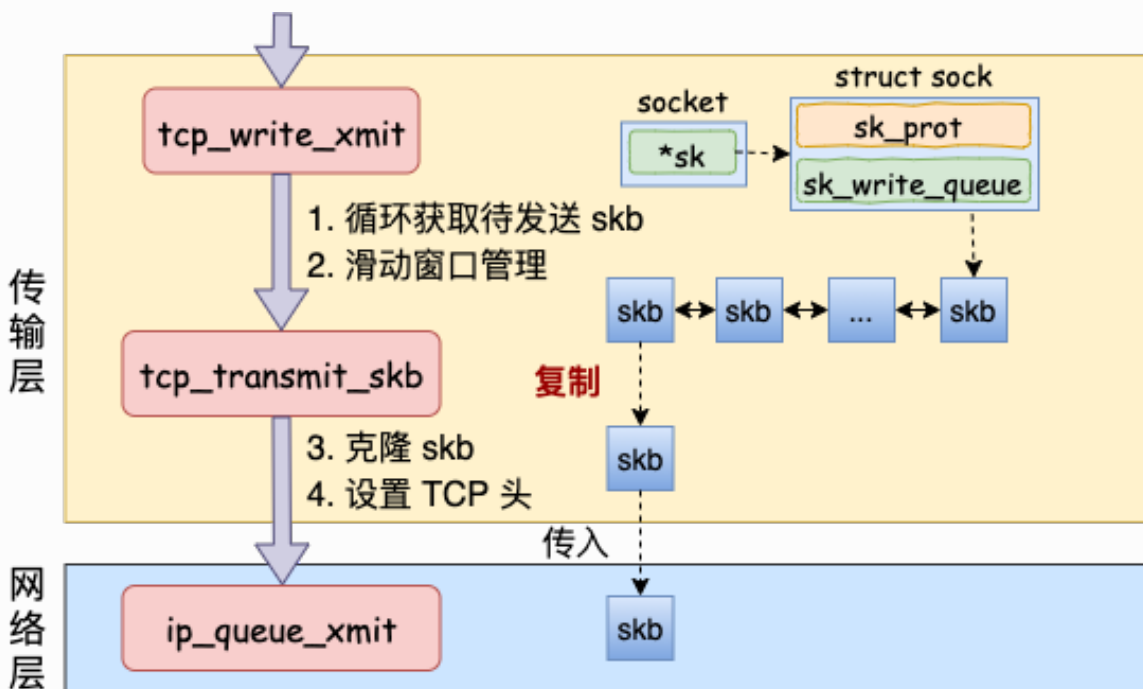 传输层
tcp_write_xmit
1. 循环获取待发送 skb
2. 滑动窗口管理
tcp_transmit_skb
3. 克隆 skb
4. 设置 TCP 头
socket
*sk
struct sock
sk_prot
sk_write_queue
skb
skb
...
skb
复制
skb
传入
网络层
ip_queue_xmit
skb